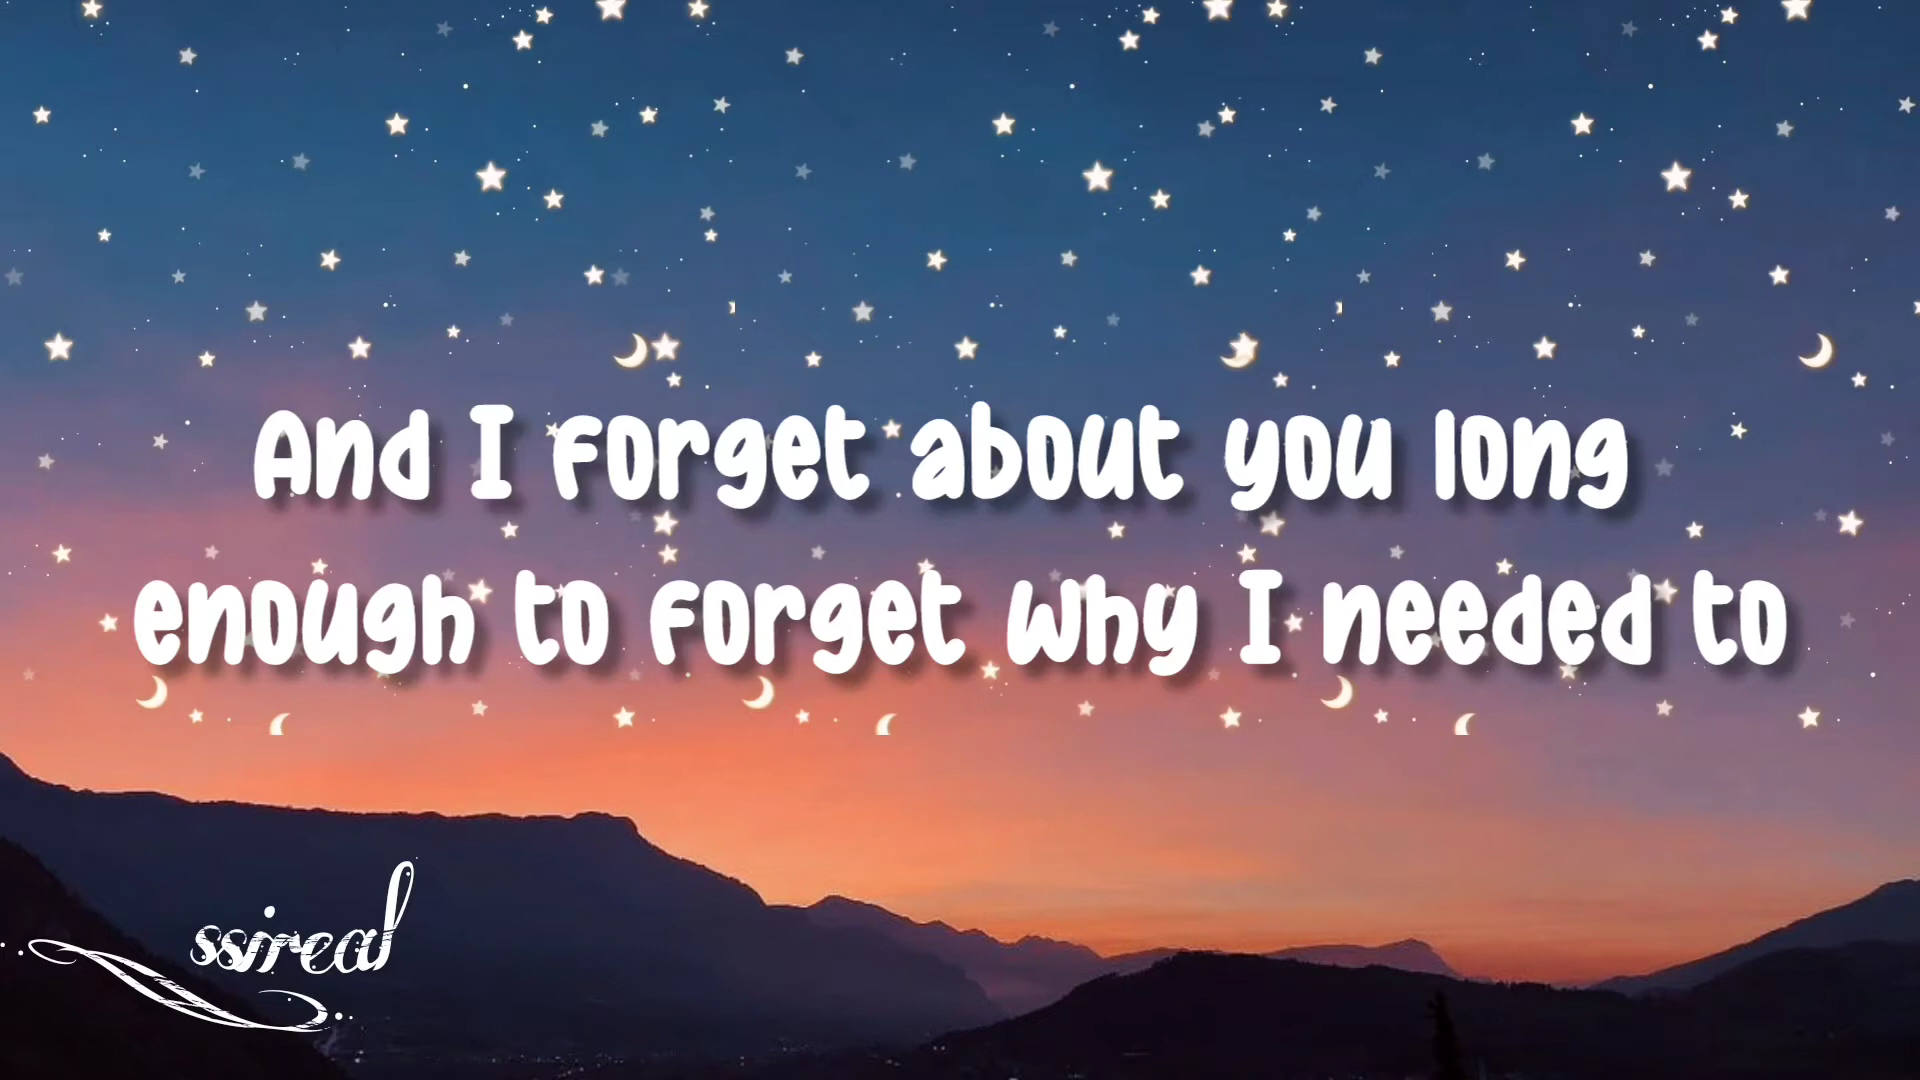 And I forget about you long
enough to forget why I needed to
ssireal